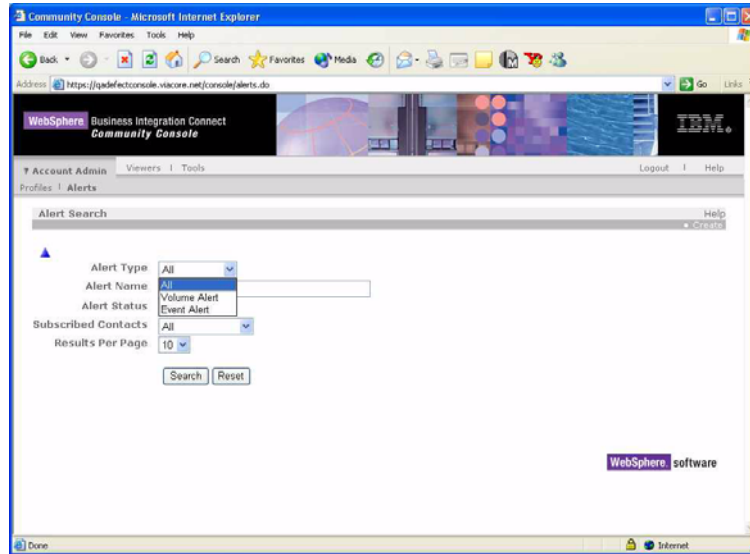 Community Console - Microsoft Internet Explorer
File Edit View Favorites Tools Help
Back Search Favorites Media
Address https://qadefectconsole.viacore.net/console/alerts.do Go Links
WebSphere. Business Integration Connect
Community Console
IBM.
Account Admin Viewers | Tools Logout | Help
Profiles | Alerts
Alert Search Help
Create
Alert Type All
Alert Name All
Volume Alert
Alert Status Event Alert
Subscribed Contacts All
Results Per Page 10
Search Reset
WebSphere. software
Done Internet